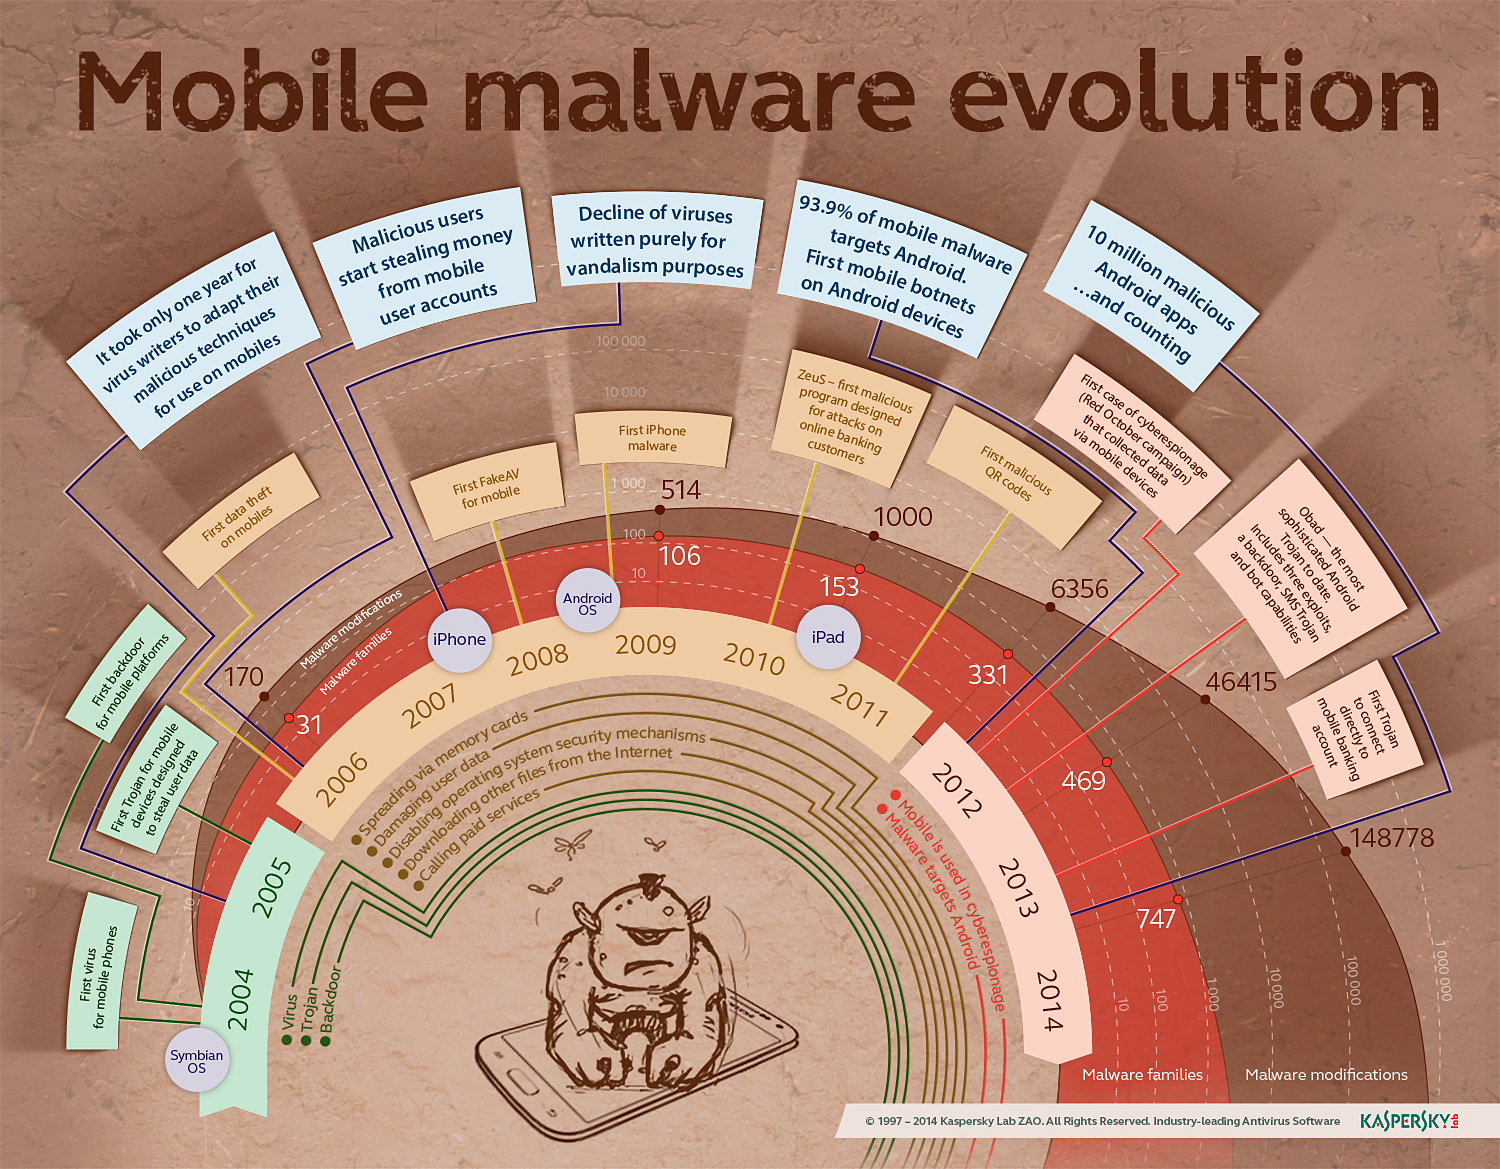 Mobile malware evolution
It took only one year for
virus writers to adapt their
malicious techniques
for use on mobiles
Malicious users
start stealing money
from mobile
user accounts
Decline of viruses
written purely for
vandalism purposes
93.9% of mobile malware
targets Android.
First mobile botnets
on Android devices
10 million malicious
Android apps
...and counting
First data theft
on mobiles
First FakeAV
for mobile
First iPhone
malware
ZeuS – first malicious
program designed
for attacks on
online banking
customers
First malicious
QR codes
First case of cyberespionage
(Red October campaign)
that collected data
via mobile devices
Obad — the most
sophisticated Android
Trojan to date.
Includes three exploits,
a backdoor, SMS Trojan
and bot capabilities
First Trojan
to connect
directly to
mobile banking
account
First backdoor
for mobile platforms
First Trojan for mobile
devices designed
to steal user data
First virus
for mobile phones
100 000
10 000
1 000
100
10
170
514
1000
6356
46415
148778
31
106
153
331
469
747
Malware modifications
Malware families
Symbian
OS
iPhone
Android
OS
iPad
2004
2005
2006
2007
2008
2009
2010
2011
2012
2013
2014
Spreading via memory cards
Damaging user data
Disabling operating system security mechanisms
Downloading other files from the Internet
Calling paid services
Virus
Trojan
Backdoor
Mobile is used in cyberespionage
Malware targets Android
10
10
100
1 000
10 000
100 000
1 000 000
Malware families
Malware modifications
© 1997 – 2014 Kaspersky Lab ZAO. All Rights Reserved. Industry-leading Antivirus Software
KASPERSKY lab